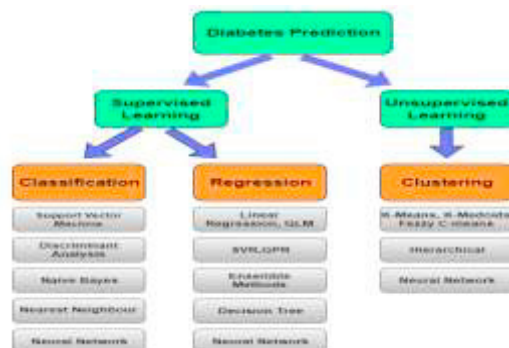 Diabetes Prediction
Supervised
Learning
Unsupervised
Learning
Classification
Regression
Clustering
Support Vector
Machine
Discriminant
Analysis
Naive Bayes
Nearest Neighbour
Neural Network
Linear
Regression, GLM
SVR,GPR
Ensemble
Methods
Decision Tree
Neural Network
K-Means, K-Medoids
Fuzzy C-means
Hierarchical
Neural Network